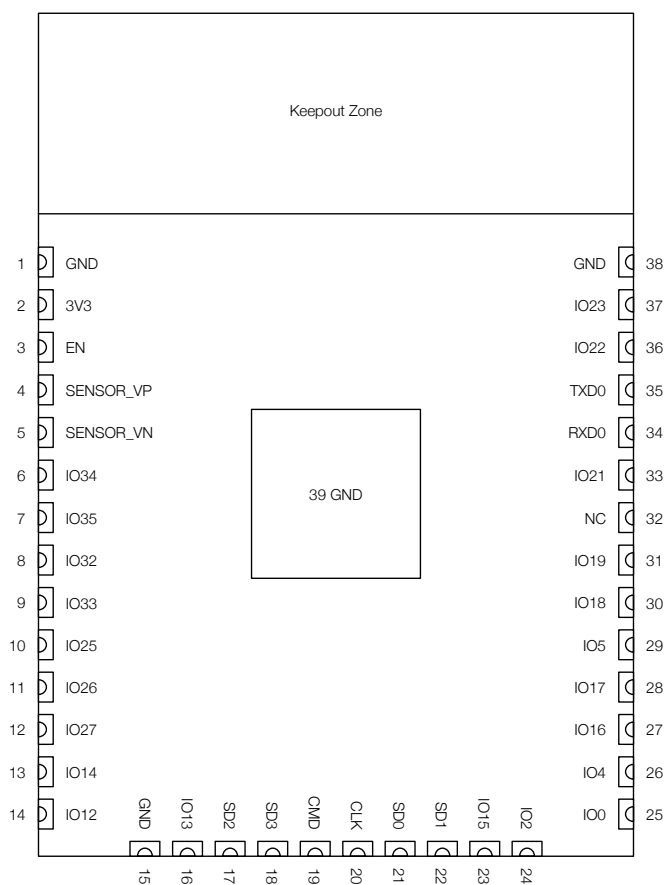 Keepout Zone
1 GND
2 3V3
3 EN
4 SENSOR_VP
5 SENSOR_VN
6 IO34
7 IO35
8 IO32
9 IO33
10 IO25
11 IO26
12 IO27
13 IO14
14 IO12
39 GND
GND 38
IO23 37
IO22 36
TXD0 35
RXD0 34
IO21 33
NC 32
IO19 31
IO18 30
IO5 29
IO17 28
IO16 27
IO4 26
IO0 25
GND 15
IO13 16
SD2 17
SD3 18
CMD 19
CLK 20
SD0 21
SD1 22
IO15 23
IO2 24